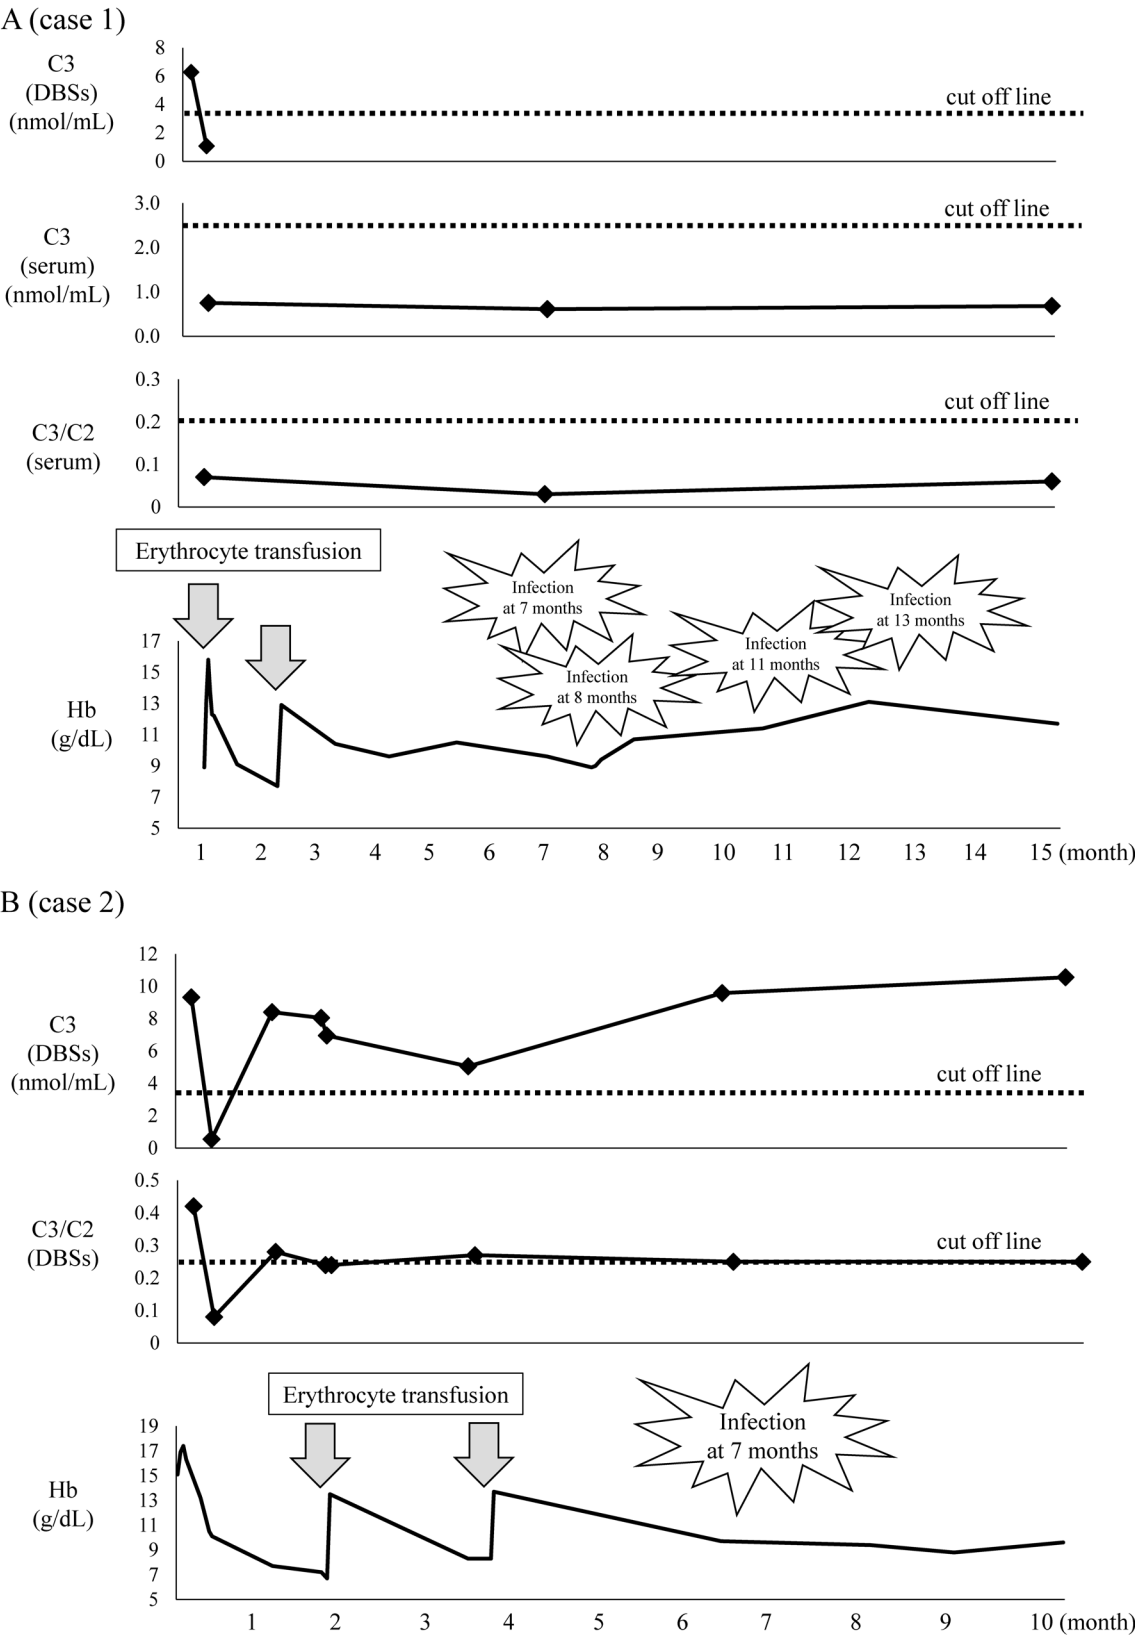 A (case 1)
C3
(DBSs)
(nmol/mL)
8
6
4
2
0
cut off line
C3
(serum)
(nmol/mL)
3.0
2.0
1.0
0.0
cut off line
C3/C2
(serum)
0.3
0.2
0.1
0
cut off line
Erythrocyte transfusion
Infection
at 7 months
Infection
at 8 months
Infection
at 11 months
Infection
at 13 months
Hb
(g/dL)
17
15
13
11
9
7
5
1 2 3 4 5 6 7 8 9 10 11 12 13 14 15 (month)
B (case 2)
C3
(DBSs)
(nmol/mL)
12
10
8
6
4
2
0
cut off line
C3/C2
(DBSs)
0.5
0.4
0.3
0.2
0.1
0
cut off line
Erythrocyte transfusion
Infection
at 7 months
Hb
(g/dL)
19
17
15
13
11
9
7
5
1 2 3 4 5 6 7 8 9 10 (month)